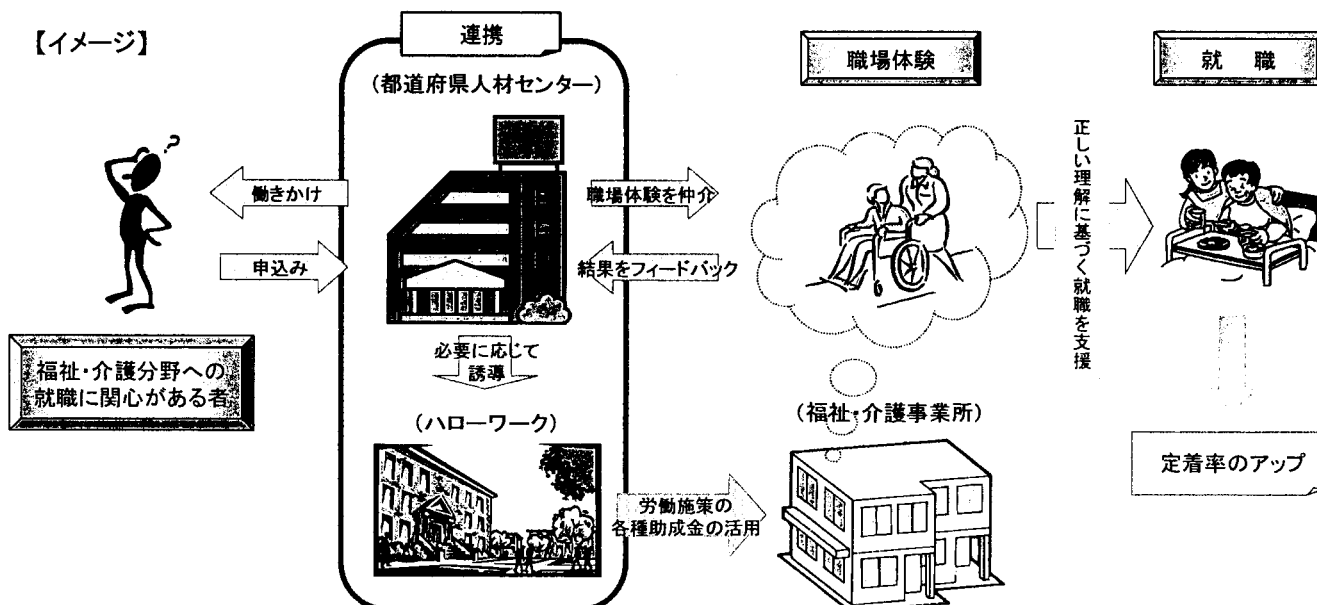 【イメージ】
連携
(都道府県人材センター)
働きかけ
申込み
福祉・介護分野への
就職に関心がある者
必要に応じて
誘導
(ハローワーク)
職場体験を仲介
結果をフィードバック
労働施策の
各種助成金の活用
職場体験
(福祉・介護事業所)
正しい理解に基づく就職を支援
就　職
定着率のアップ
?